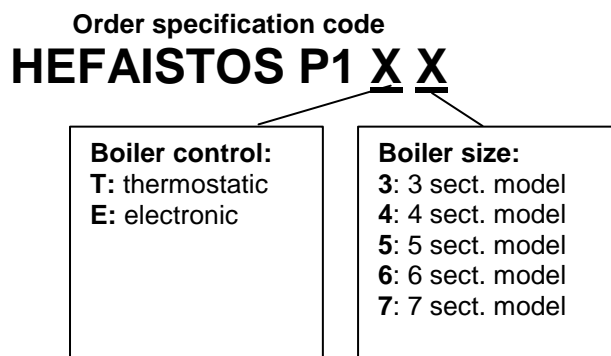 Order specification code
HEFAISTOS P1 X X
Boiler control:
T: thermostatic
E: electronic
Boiler size:
3: 3 sect. model
4: 4 sect. model
5: 5 sect. model
6: 6 sect. model
7: 7 sect. model